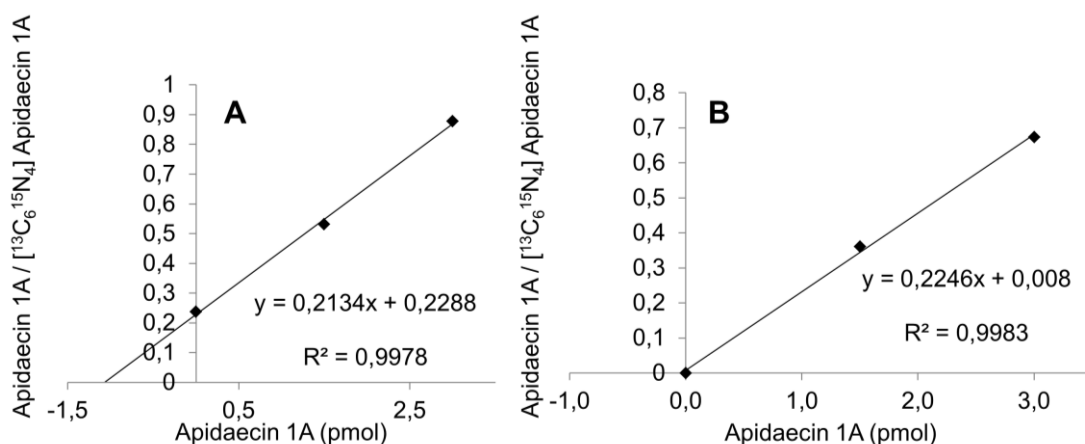 Apidaecin 1A / [¹³C₆¹⁵N₄] Apidaecin 1A
A
1
0,9
0,8
0,7
0,6
0,5
0,4
0,3
0,2
0,1
0
y = 0,2134x + 0,2288
R² = 0,9978
-1,5
0,5
2,5
Apidaecin 1A (pmol)
Apidaecin 1A / [¹³C₆¹⁵N₄] Apidaecin 1A
B
0,8
0,7
0,6
0,5
0,4
0,3
0,2
0,1
0
y = 0,2246x + 0,008
R² = 0,9983
-1,0
0,0
1,0
2,0
3,0
Apidaecin 1A (pmol)